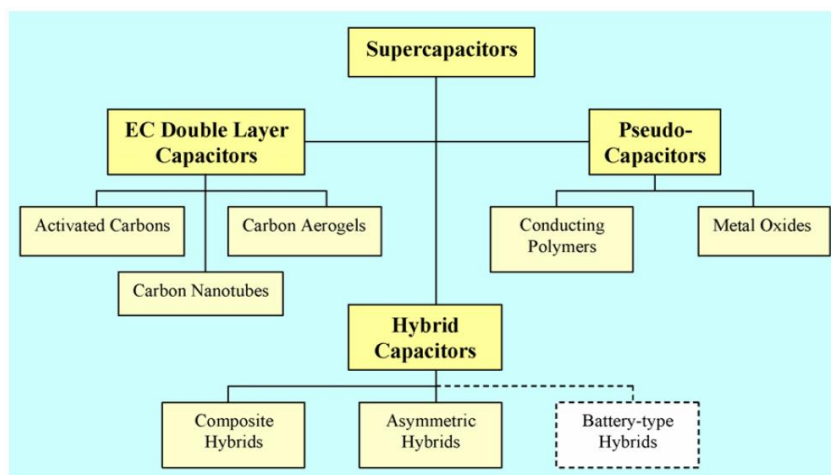 Supercapacitors
EC Double Layer
Capacitors
Pseudo-
Capacitors
Activated Carbons
Carbon Aerogels
Conducting
Polymers
Metal Oxides
Carbon Nanotubes
Hybrid
Capacitors
Composite
Hybrids
Asymmetric
Hybrids
Battery-type
Hybrids